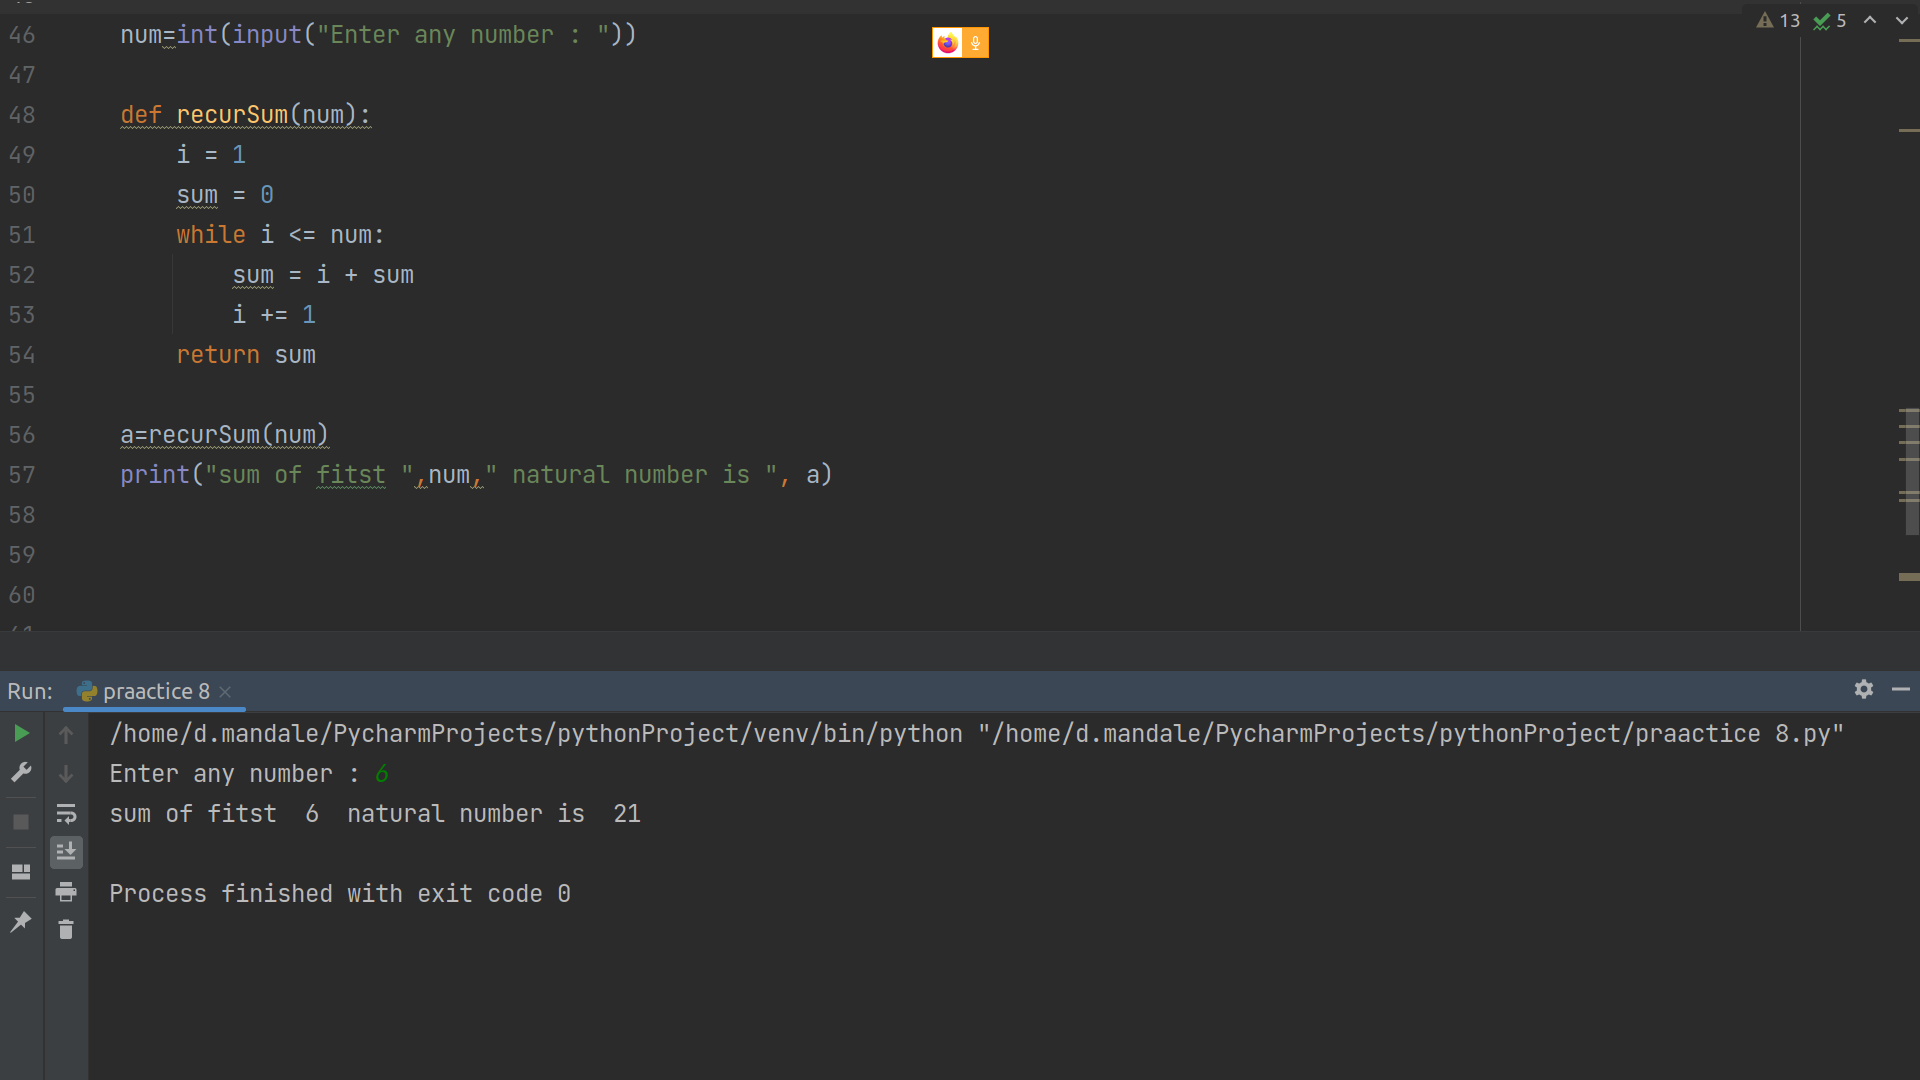 13 5
46 num=int(input("Enter any number : "))
47
48 def recurSum(num):
49 i = 1
50 sum = 0
51 while i <= num:
52 sum = i + sum
53 i += 1
54 return sum
55
56 a=recurSum(num)
57 print("sum of fitst ",num," natural number is ", a)
58
59
60
Run: praactice 8
/home/d.mandale/PycharmProjects/pythonProject/venv/bin/python "/home/d.mandale/PycharmProjects/pythonProject/praactice 8.py"
Enter any number : 6
sum of fitst  6  natural number is  21
Process finished with exit code 0